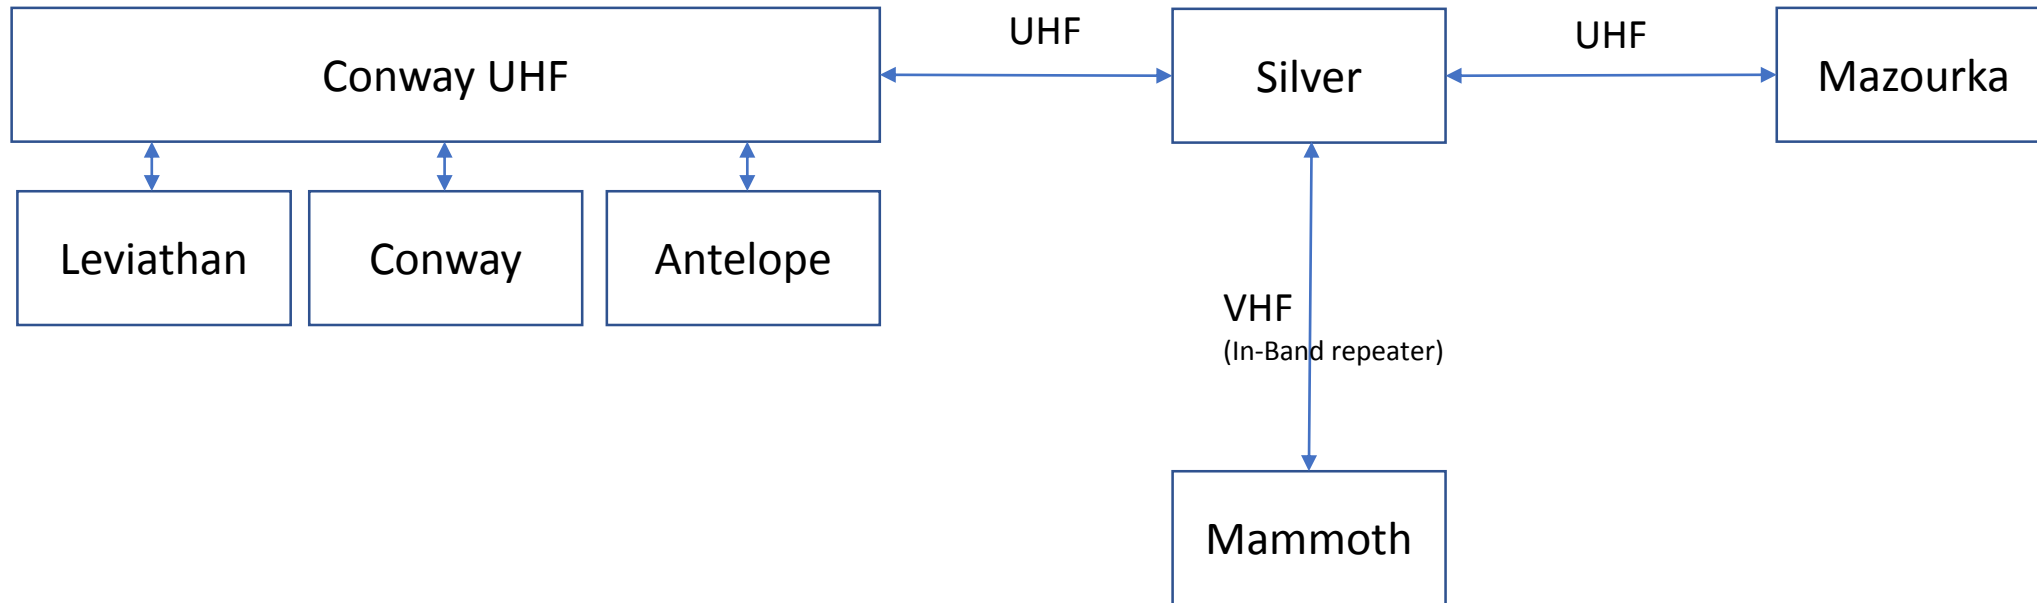 UHF
UHF
Conway UHF
Silver
Mazourka
Leviathan
Conway
Antelope
VHF
(In-Band repeater)
Mammoth